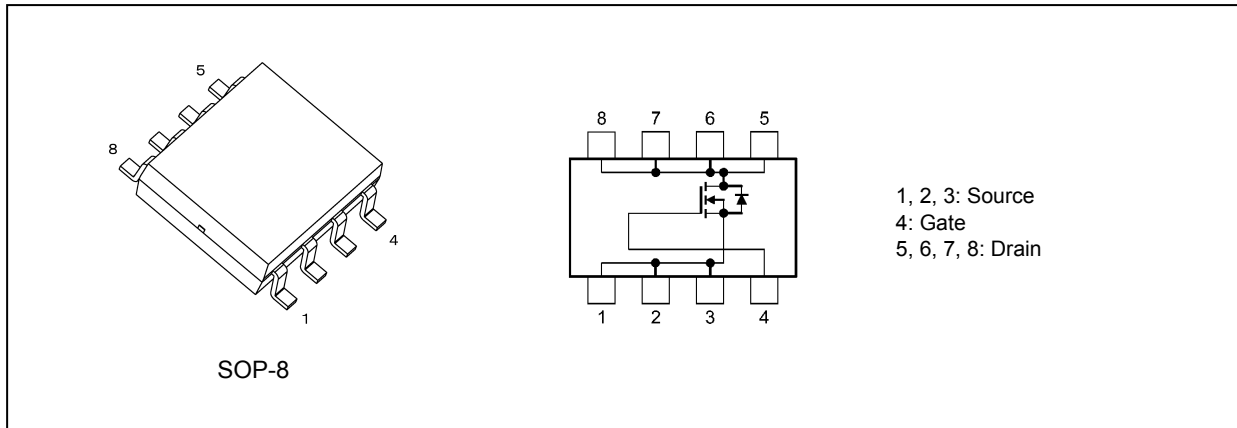 5
8
4
1
SOP-8
8 7 6 5
1 2 3 4
1, 2, 3: Source
4: Gate
5, 6, 7, 8: Drain